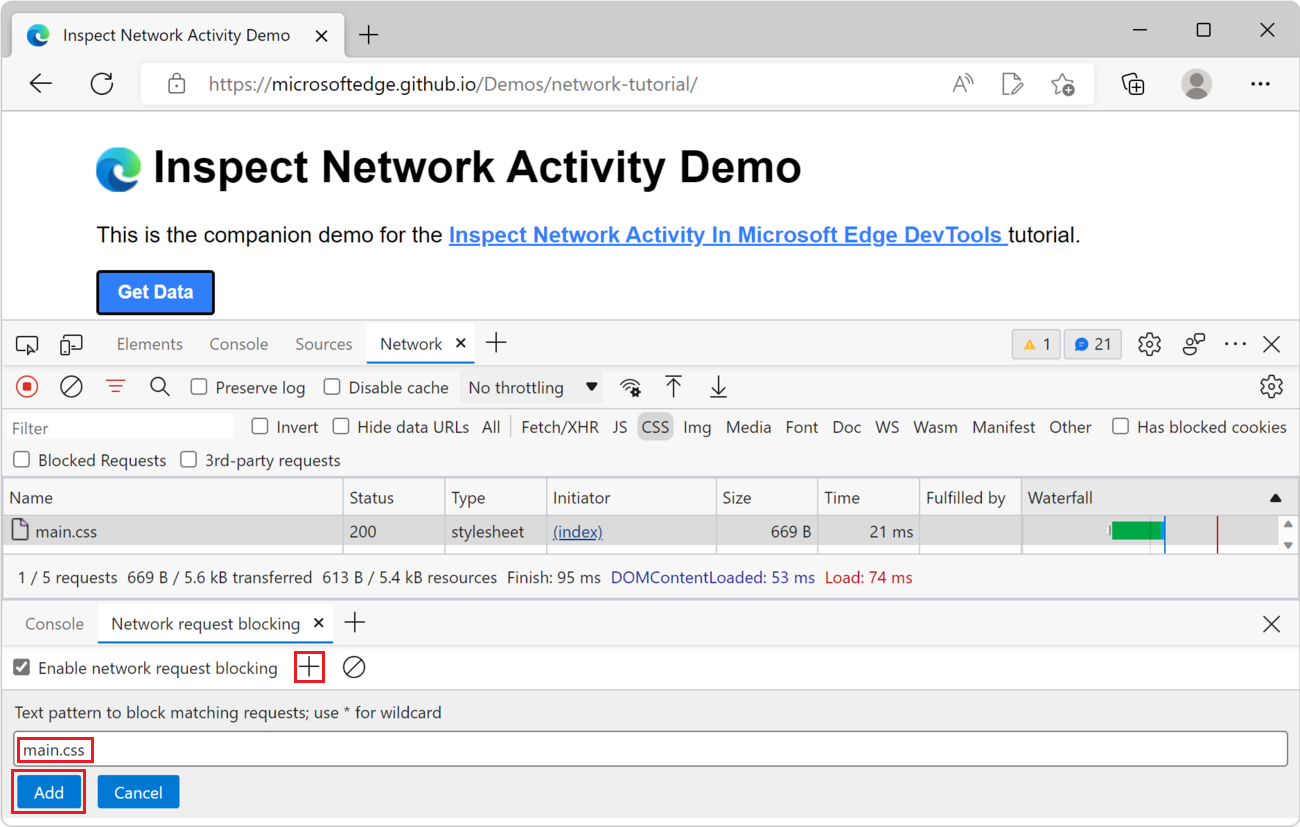 Inspect Network Activity Demo
https://microsoftedge.github.io/Demos/network-tutorial/
Inspect Network Activity Demo
This is the companion demo for the Inspect Network Activity In Microsoft Edge DevTools tutorial.
Get Data
Elements Console Sources Network 1 21
Preserve log Disable cache No throttling
Filter Invert Hide data URLs All Fetch/XHR JS CSS Img Media Font Doc WS Wasm Manifest Other Has blocked cookies
Blocked Requests 3rd-party requests
Name Status Type Initiator Size Time Fulfilled by Waterfall
main.css 200 stylesheet (index) 669 B 21 ms
1 / 5 requests 669 B / 5.6 kB transferred 613 B / 5.4 kB resources Finish: 95 ms DOMContentLoaded: 53 ms Load: 74 ms
Console Network request blocking
Enable network request blocking
Text pattern to block matching requests; use * for wildcard
main.css
Add Cancel